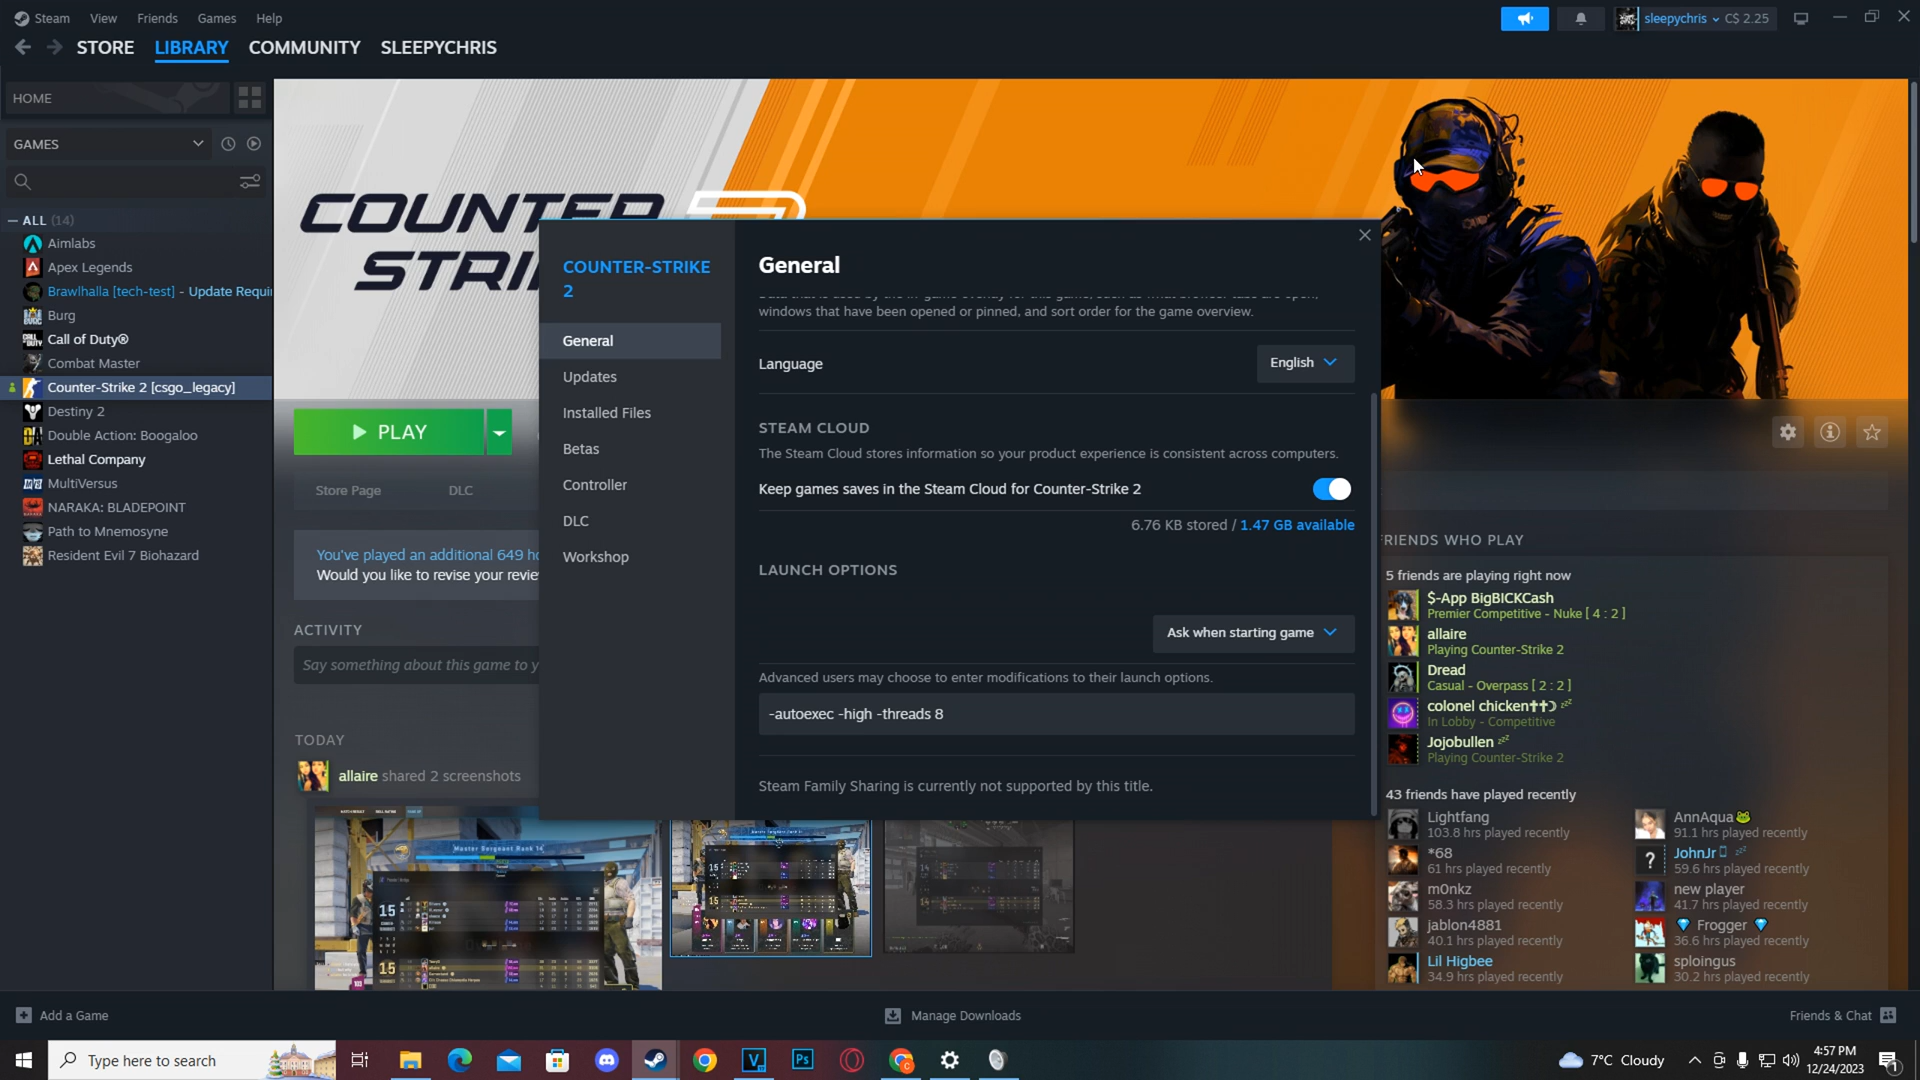 Steam View Friends Games Help
sleepychris C$ 2.25
STORE LIBRARY COMMUNITY SLEEPYCHRIS
HOME
GAMES
ALL (14)
Aimlabs
Apex Legends
Brawlhalla [tech-test] - Update Requi
Burg
Call of Duty®
Combat Master
Counter-Strike 2 [csgo_legacy]
Destiny 2
Double Action: Boogaloo
Lethal Company
MultiVersus
NARAKA: BLADEPOINT
Path to Mnemosyne
Resident Evil 7 Biohazard
COUNTER
STRI
PLAY
Store Page DLC
You've played an additional 649 ho
Would you like to revise your revie
ACTIVITY
Say something about this game to y
TODAY
allaire shared 2 screenshots
Master Sergeant Rank 14
15
15
COUNTER-STRIKE
2
General
Updates
Installed Files
Betas
Controller
DLC
Workshop
General
windows that have been opened or pinned, and sort order for the game overview.
Language English
STEAM CLOUD
The Steam Cloud stores information so your product experience is consistent across computers.
Keep games saves in the Steam Cloud for Counter-Strike 2
6.76 KB stored / 1.47 GB available
LAUNCH OPTIONS
Ask when starting game
Advanced users may choose to enter modifications to their launch options.
-autoexec -high -threads 8
Steam Family Sharing is currently not supported by this title.
FRIENDS WHO PLAY
5 friends are playing right now
$-App BigBICKCash
Premier Competitive - Nuke [ 4 : 2 ]
allaire
Playing Counter-Strike 2
Dread
Casual - Overpass [ 2 : 2 ]
colonel chicken✝✝☽ zz
In Lobby - Competitive
Jojobullen zz
Playing Counter-Strike 2
43 friends have played recently
Lightfang
103.8 hrs played recently
AnnAqua🐸
91.1 hrs played recently
*68
61 hrs played recently
JohnJr
59.6 hrs played recently
m0nkz
58.3 hrs played recently
new player
41.7 hrs played recently
jablon4881
40.1 hrs played recently
💎 Frogger 💎
36.6 hrs played recently
Lil Higbee
34.9 hrs played recently
sploingus
30.2 hrs played recently
Add a Game
Manage Downloads
Friends & Chat
Type here to search
7°C Cloudy
4:57 PM
12/24/2023